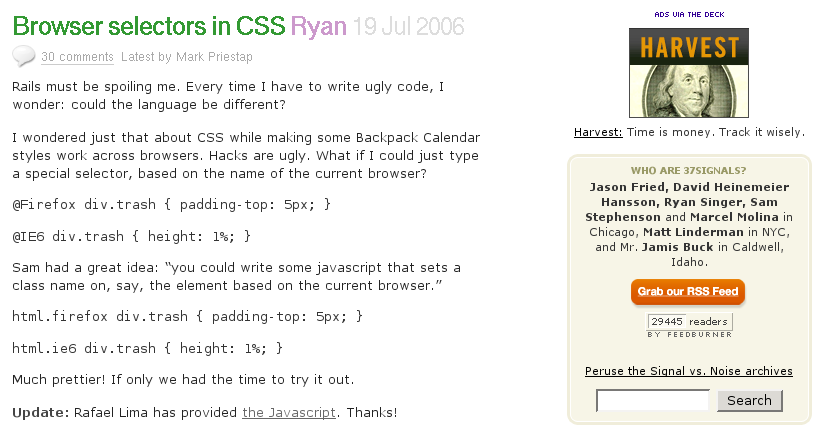 Browser selectors in CSS Ryan 19 Jul 2006
30 comments Latest by Mark Priestap
Rails must be spoiling me. Every time I have to write ugly code, I
wonder: could the language be different?
I wondered just that about CSS while making some Backpack Calendar
styles work across browsers. Hacks are ugly. What if I could just type
a special selector, based on the name of the current browser?
@Firefox div.trash { padding-top: 5px; }
@IE6 div.trash { height: 1%; }
Sam had a great idea: “you could write some javascript that sets a
class name on, say, the element based on the current browser.”
html.firefox div.trash { padding-top: 5px; }
html.ie6 div.trash { height: 1%; }
Much prettier! If only we had the time to try it out.
Update: Rafael Lima has provided the Javascript. Thanks!
ADS VIA THE DECK
HARVEST
Harvest: Time is money. Track it wisely.
WHO ARE 37SIGNALS?
Jason Fried, David Heinemeier
Hansson, Ryan Singer, Sam
Stephenson and Marcel Molina in
Chicago, Matt Linderman in NYC,
and Mr. Jamis Buck in Caldwell,
Idaho.
Grab our RSS Feed
29445 readers
BY FEEDBURNER
Peruse the Signal vs. Noise archives
Search